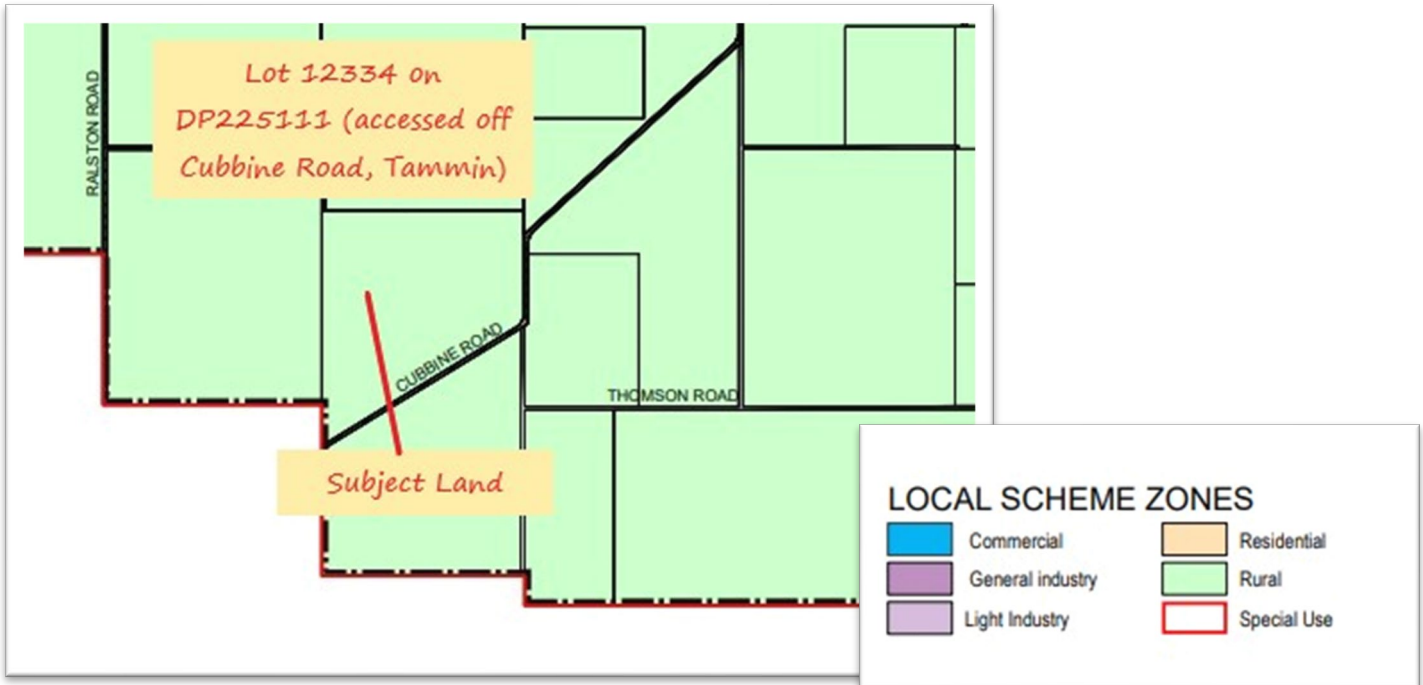 Lot 12334 on
DP225111 (accessed off
Cubbine Road, Tammin)
RALSTON ROAD
CUBBINE ROAD
THOMSON ROAD
Subject Land
LOCAL SCHEME ZONES
Commercial
Residential
General industry
Rural
Light Industry
Special Use